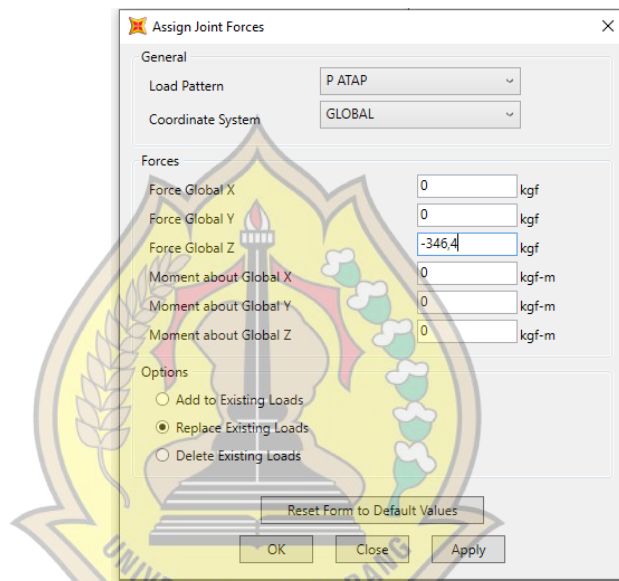 Assign Joint Forces
General
Load Pattern P ATAP
Coordinate System GLOBAL
Forces
Force Global X 0 kgf
Force Global Y 0 kgf
Force Global Z -346,4 kgf
Moment about Global X 0 kgf-m
Moment about Global Y 0 kgf-m
Moment about Global Z 0 kgf-m
Options
Add to Existing Loads
Replace Existing Loads
Delete Existing Loads
Reset Form to Default Values
OK Close Apply